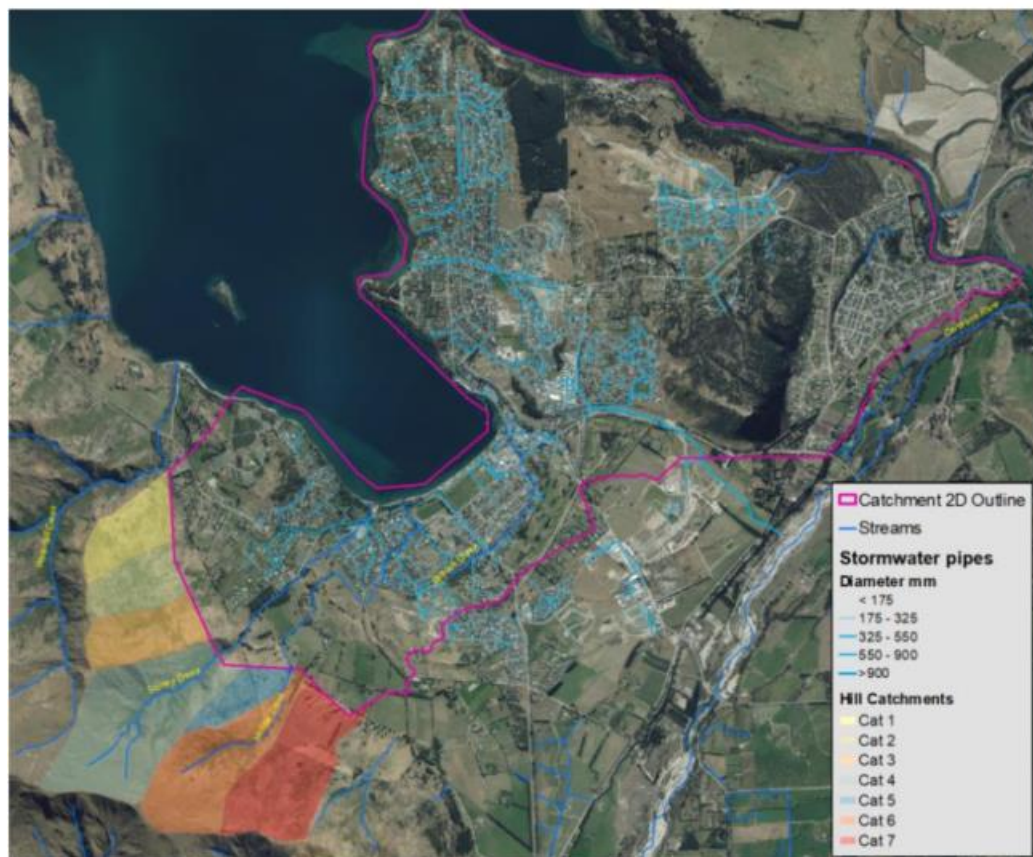 Catchment 2D Outline
Streams
Stormwater pipes
Diameter mm
< 175
175 - 325
325 - 550
550 - 900
>900
Hill Catchments
Cat 1
Cat 2
Cat 3
Cat 4
Cat 5
Cat 6
Cat 7